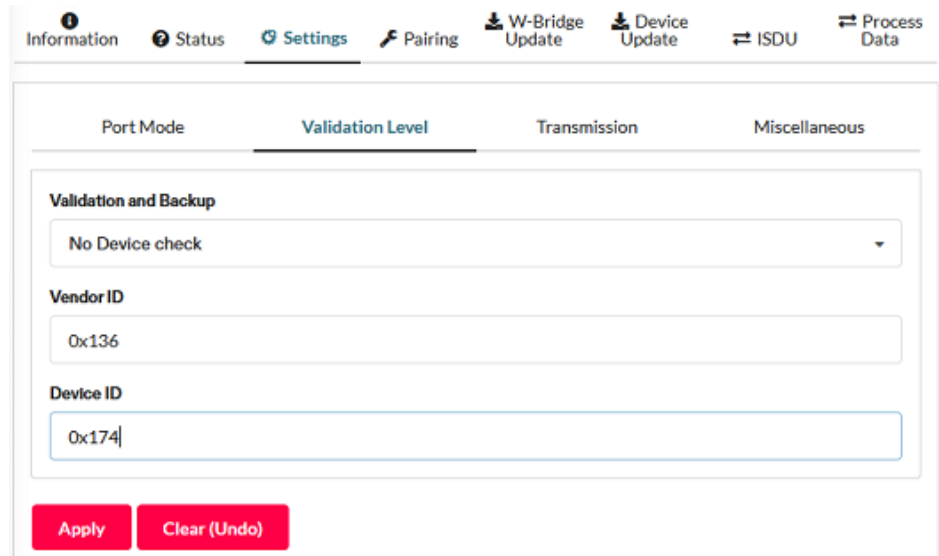 Information
Status
Settings
Pairing
W-Bridge
Update
Device
Update
ISDU
Process
Data
Port Mode
Validation Level
Transmission
Miscellaneous
Validation and Backup
No Device check
Vendor ID
0x136
Device ID
0x174
Apply
Clear (Undo)